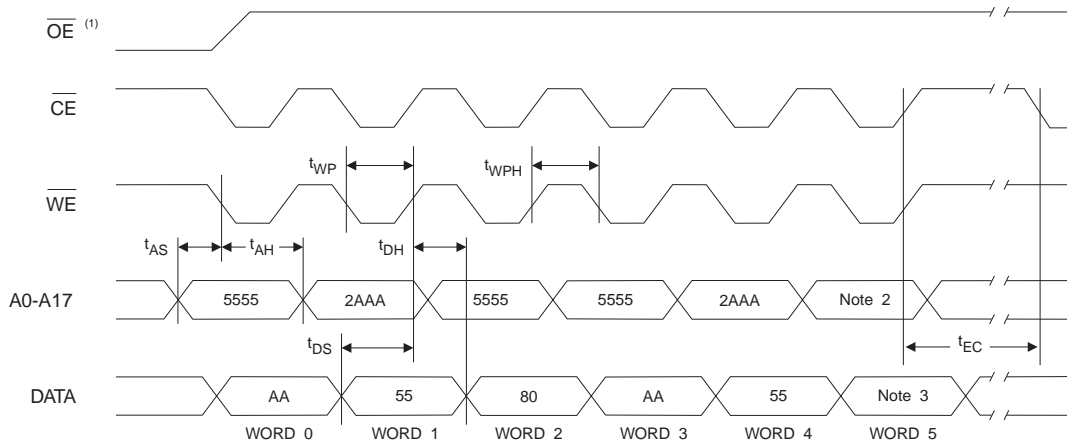 OE (1)
CE
tWP
tWPH
WE
tAS
tAH
tDH
A0-A17
5555
2AAA
5555
5555
2AAA
Note 2
tDS
tEC
DATA
AA
55
80
AA
55
Note 3
WORD 0
WORD 1
WORD 2
WORD 3
WORD 4
WORD 5